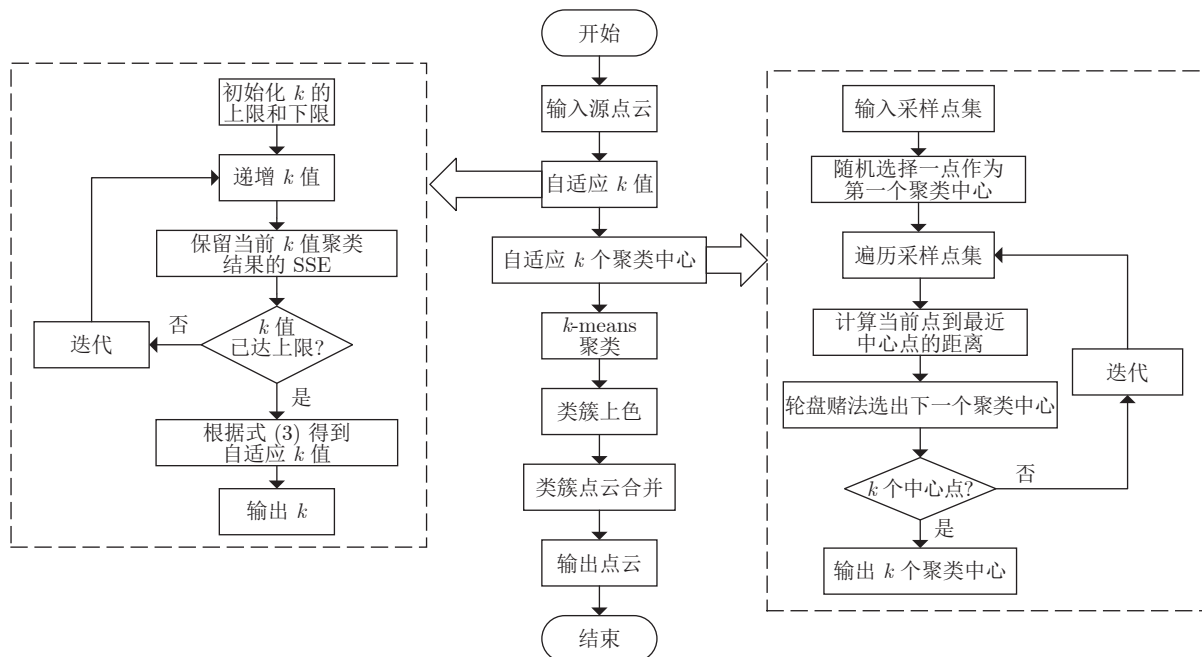 开始
输入源点云
自适应 k 值
自适应 k 个聚类中心
k-means
聚类
类簇上色
类簇点云合并
输出点云
结束
初始化 k 的
上限和下限
递增 k 值
保留当前 k 值聚类
结果的 SSE
k 值
已达上限?
否
迭代
是
根据式 (3) 得到
自适应 k 值
输出 k
输入采样点集
随机选择一点作为
第一个聚类中心
遍历采样点集
计算当前点到最近
中心点的距离
轮盘赌法选出下一个聚类中心
k 个中心点?
否
迭代
是
输出 k 个聚类中心